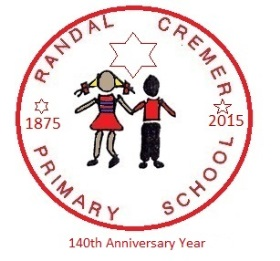 RANDAL CREMER
1875
2015
PRIMARY SCHOOL
140th Anniversary Year